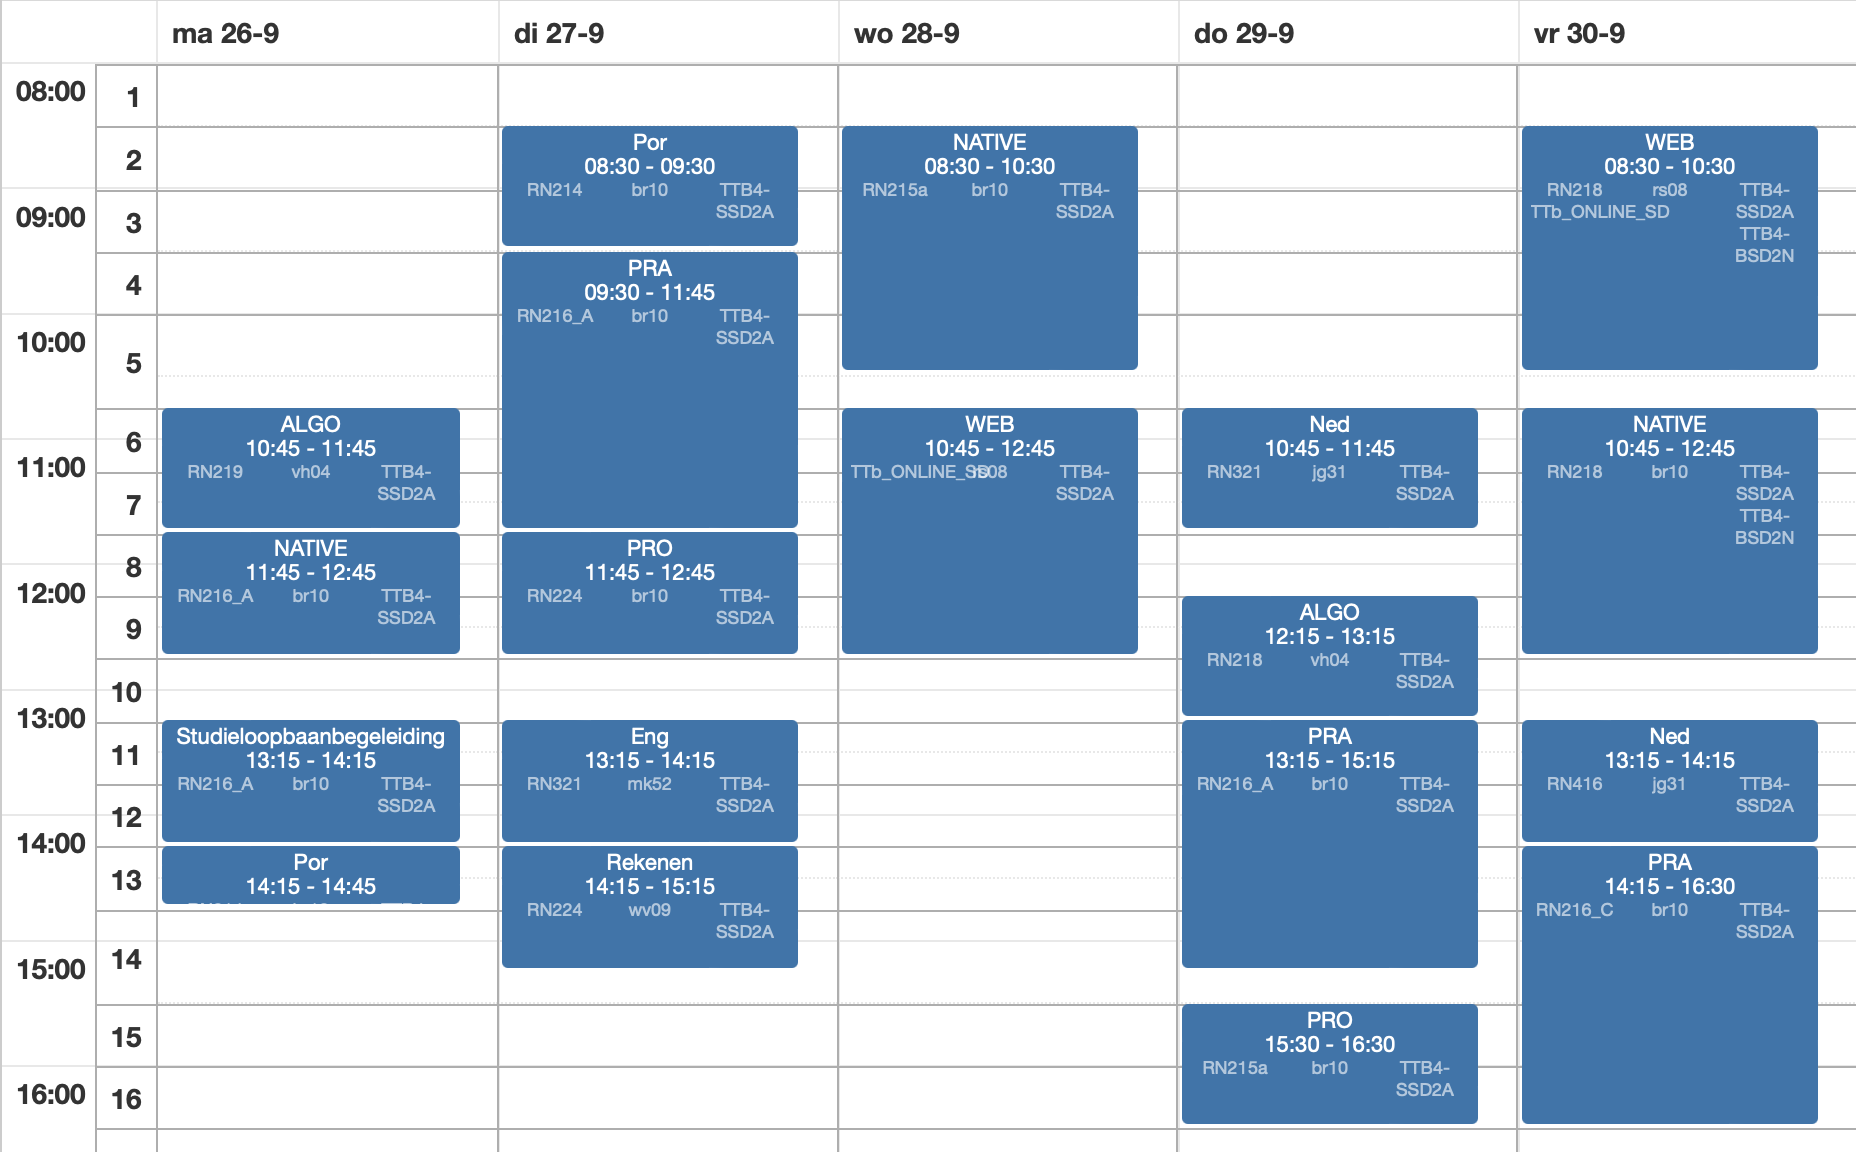 ma 26-9
di 27-9
wo 28-9
do 29-9
vr 30-9
08:00
09:00
10:00
11:00
12:00
13:00
14:00
15:00
16:00
1
2
3
4
5
6
7
8
9
10
11
12
13
14
15
16
ALGO
10:45 - 11:45
RN219 vh04 TTB4-
SSD2A
NATIVE
11:45 - 12:45
RN216_A br10 TTB4-
SSD2A
Studieloopbaanbegeleiding
13:15 - 14:15
RN216_A br10 TTB4-
SSD2A
Por
14:15 - 14:45
Por
08:30 - 09:30
RN214 br10 TTB4-
SSD2A
PRA
09:30 - 11:45
RN216_A br10 TTB4-
SSD2A
PRO
11:45 - 12:45
RN224 br10 TTB4-
SSD2A
Eng
13:15 - 14:15
RN321 mk52 TTB4-
SSD2A
Rekenen
14:15 - 15:15
RN224 wv09 TTB4-
SSD2A
NATIVE
08:30 - 10:30
RN215a br10 TTB4-
SSD2A
WEB
10:45 - 12:45
TTb_ONLINE_SD rs08 TTB4-
SSD2A
Ned
10:45 - 11:45
RN321 jg31 TTB4-
SSD2A
ALGO
12:15 - 13:15
RN218 vh04 TTB4-
SSD2A
PRA
13:15 - 15:15
RN216_A br10 TTB4-
SSD2A
PRO
15:30 - 16:30
RN215a br10 TTB4-
SSD2A
WEB
08:30 - 10:30
RN218 rs08 TTB4-
TTb_ONLINE_SD SSD2A
TTB4-
BSD2N
NATIVE
10:45 - 12:45
RN218 br10 TTB4-
SSD2A
TTB4-
BSD2N
Ned
13:15 - 14:15
RN416 jg31 TTB4-
SSD2A
PRA
14:15 - 16:30
RN216_C br10 TTB4-
SSD2A